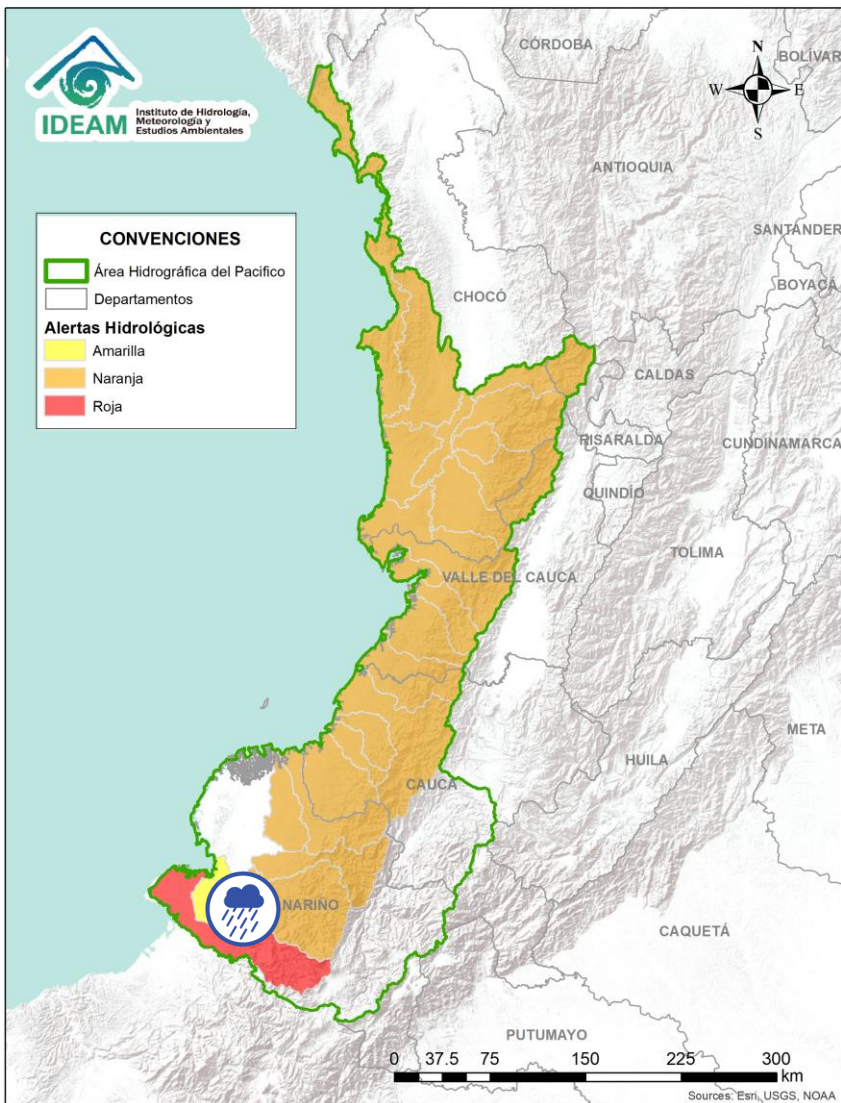 IDEAM
Instituto de Hidrología,
Meteorología y
Estudios Ambientales
CÓRDOBA
BOLÍVAR
N
W
E
S
ANTIOQUIA
SANTANDER
BOYACÁ
CONVENCIONES
Área Hidrográfica del Pacifico
Departamentos
Alertas Hidrológicas
Amarilla
Naranja
Roja
CHOCÓ
CALDAS
RISARALDA
CUNDINAMARCA
QUINDÍO
TOLIMA
VALLE DEL CAUCA
META
HUILA
CAUCA
NARIÑO
CAQUETÁ
PUTUMAYO
0 37.5 75 150 225 300
km
Sources: Esri, USGS, NOAA